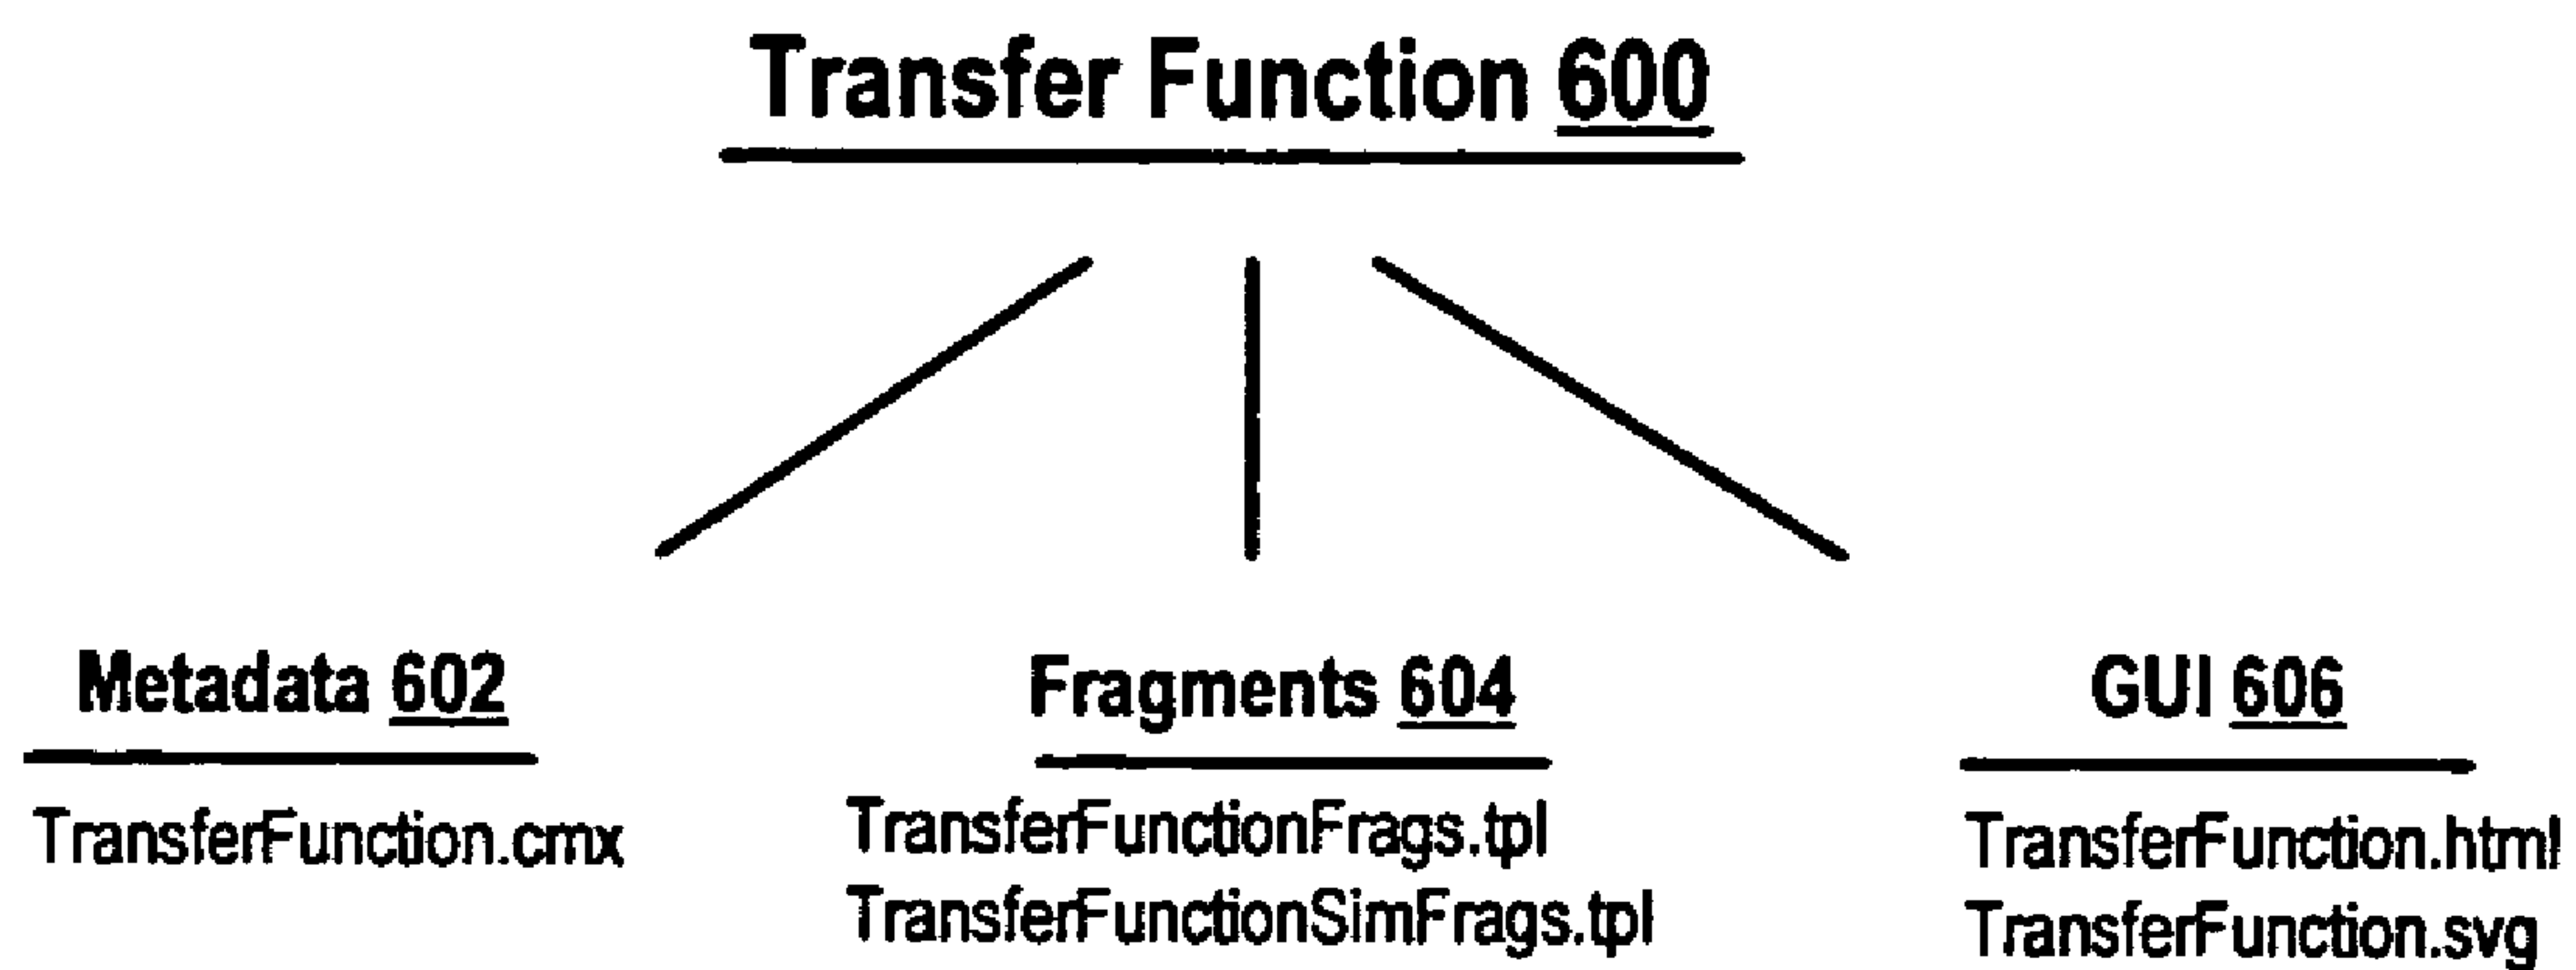 Transfer Function 600
Metadata 602
TransferFunction.cmx
Fragments 604
TransferFunctionFrags.tpl
TransferFunctionSimFrags.tpl
GUI 606
TransferFunction.html
TransferFunction.svg